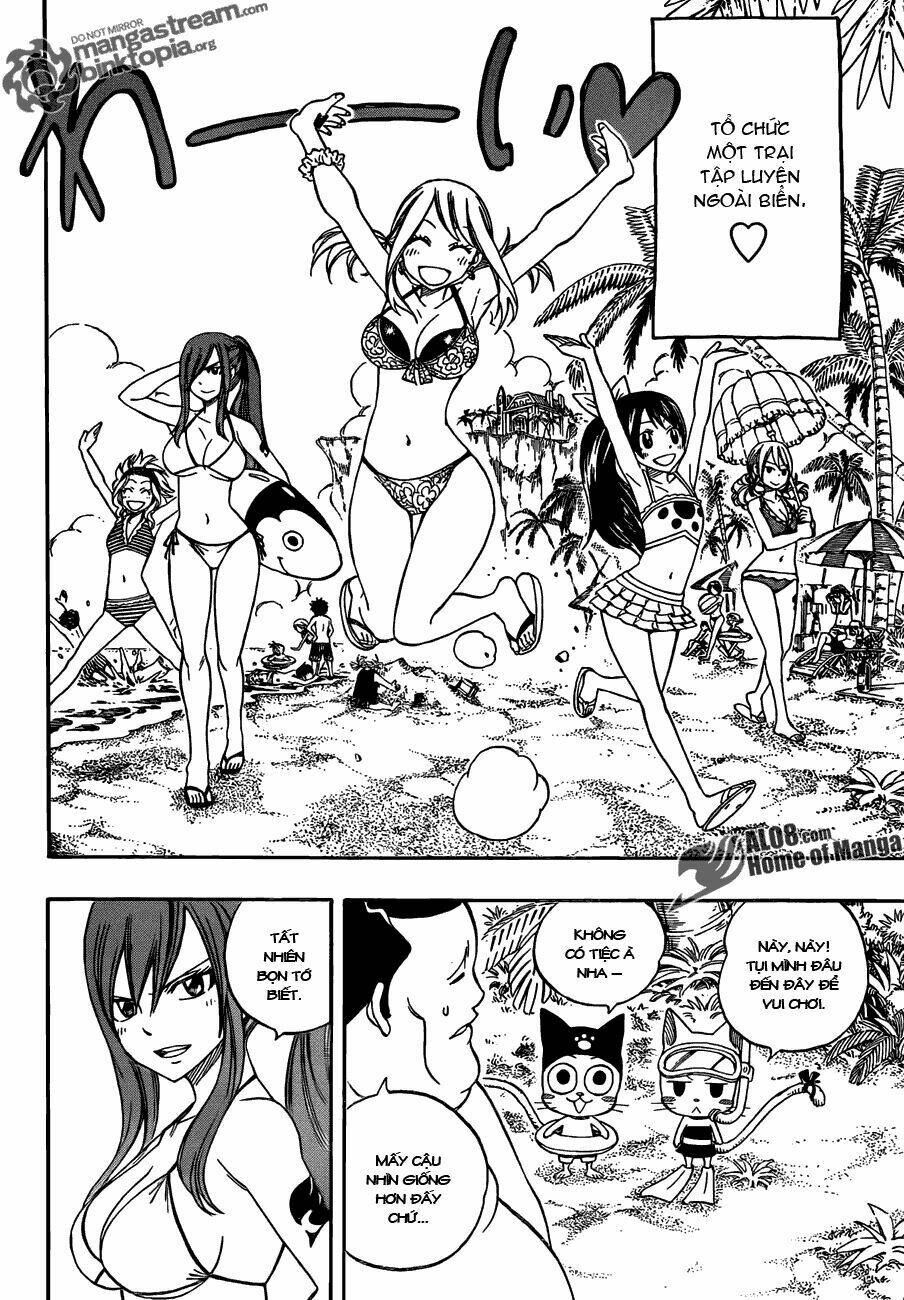 DO NOT MIRROR
mangastream.com
binktopia.org
わーい♥
TỔ CHỨC
MỘT TRẠI
TẬP LUYỆN
NGOÀI BIỂN.
♡
AL08.com
Home of Manga
NÀY, NÀY!
TỤI MÌNH ĐÂU
ĐẾN ĐÂY ĐỂ
VUI CHƠI.
KHÔNG
CÓ TIỆC À
NHA –
MẤY CẬU
NHÌN GIỐNG
HƠN ĐẤY
CHỨ...
TẤT
NHIÊN
BỌN TỚ
BIẾT.